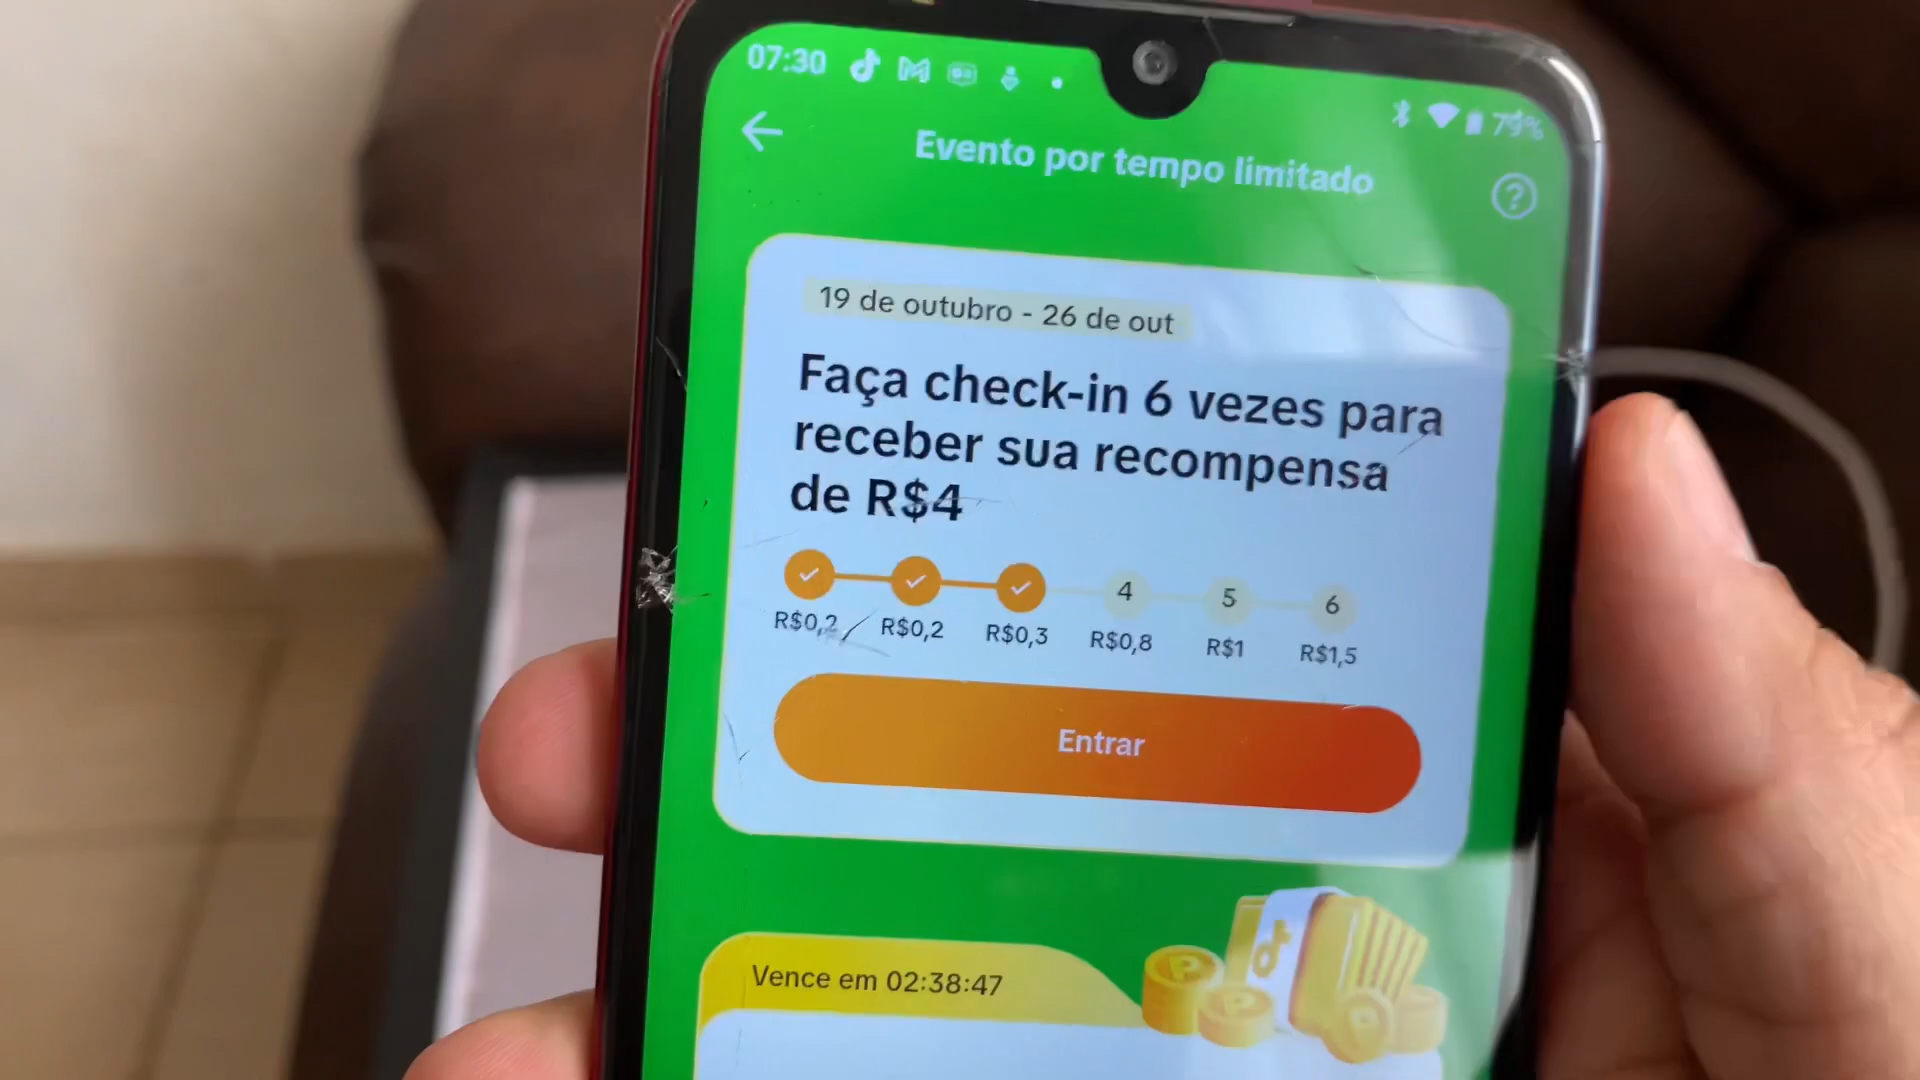 07:30
79%
Evento por tempo limitado
?
19 de outubro - 26 de out
Faça check-in 6 vezes para
receber sua recompensa
de R$4
4 5 6
R$0,2 R$0,2 R$0,3 R$0,8 R$1 R$1,5
Entrar
Vence em 02:38:47
P
P